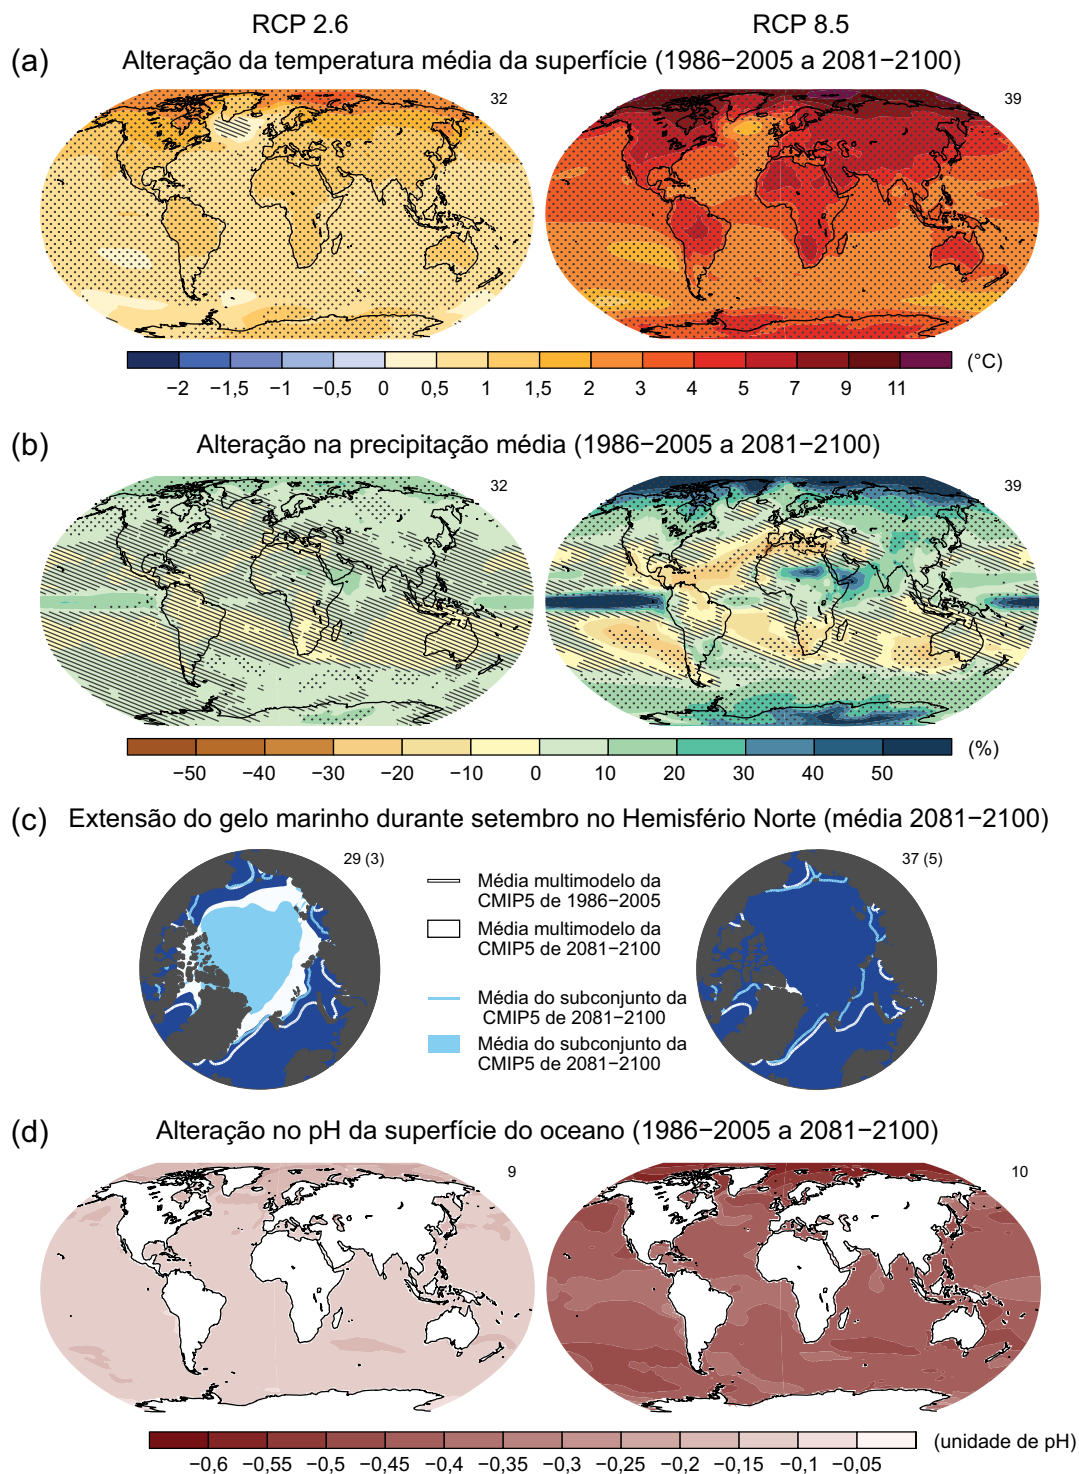 RCP 2.6
RCP 8.5
(a)
Alteração da temperatura média da superfície (1986−2005 a 2081−2100)
32
39
−2 −1,5 −1 −0,5 0 0,5 1 1,5 2 3 4 5 7 9 11 (°C)
(b)
Alteração na precipitação média (1986−2005 a 2081−2100)
32
39
−50 −40 −30 −20 −10 0 10 20 30 40 50 (%)
(c) Extensão do gelo marinho durante setembro no Hemisfério Norte (média 2081−2100)
29 (3)
37 (5)
Média multimodelo da
CMIP5 de 1986−2005
Média multimodelo da
CMIP5 de 2081−2100
Média do subconjunto da
CMIP5 de 2081−2100
Média do subconjunto da
CMIP5 de 2081−2100
(d)
Alteração no pH da superfície do oceano (1986−2005 a 2081−2100)
9
10
−0,6 −0,55 −0,5 −0,45 −0,4 −0,35 −0,3 −0,25 −0,2 −0,15 −0,1 −0,05 (unidade de pH)